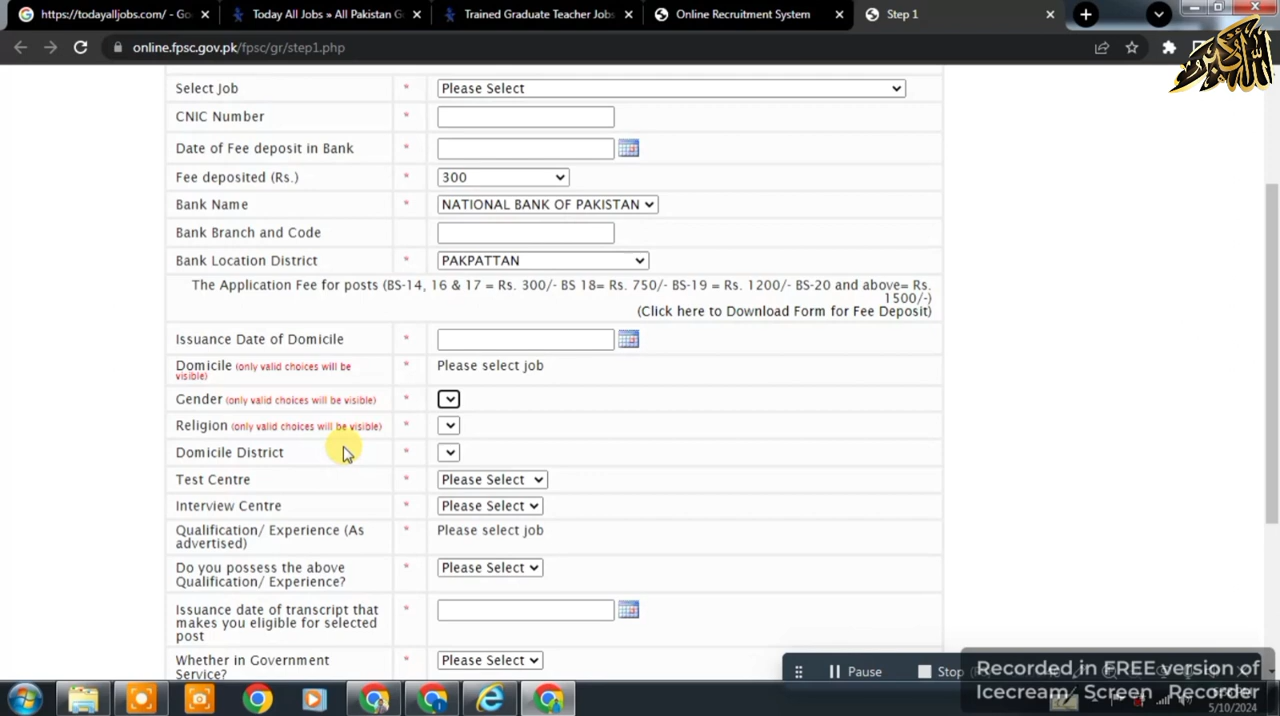 https://todayalljobs.com/ - Go
Today All Jobs » All Pakistan G
Trained Graduate Teacher Jobs
Online Recruitment System
Step 1
online.fpsc.gov.pk/fpsc/gr/step1.php
الله اكبر
Select Job * Please Select
CNIC Number *
Date of Fee deposit in Bank *
Fee deposited (Rs.) * 300
Bank Name * NATIONAL BANK OF PAKISTAN
Bank Branch and Code
Bank Location District * PAKPATTAN
The Application Fee for posts (BS-14, 16 & 17 = Rs. 300/- BS 18= Rs. 750/- BS-19 = Rs. 1200/- BS-20 and above= Rs.
1500/-)
(Click here to Download Form for Fee Deposit)
Issuance Date of Domicile *
Domicile (only valid choices will be * Please select job
visible)
Gender (only valid choices will be visible) *
Religion (only valid choices will be visible) *
Domicile District *
Test Centre * Please Select
Interview Centre * Please Select
Qualification/ Experience (As * Please select job
advertised)
Do you possess the above * Please Select
Qualification/ Experience?
Issuance date of transcript that *
makes you eligible for selected
post
Whether in Government * Please Select
Service?
Pause Stop
Recorded in FREE version of
Icecream Screen Recorder
5/10/2024